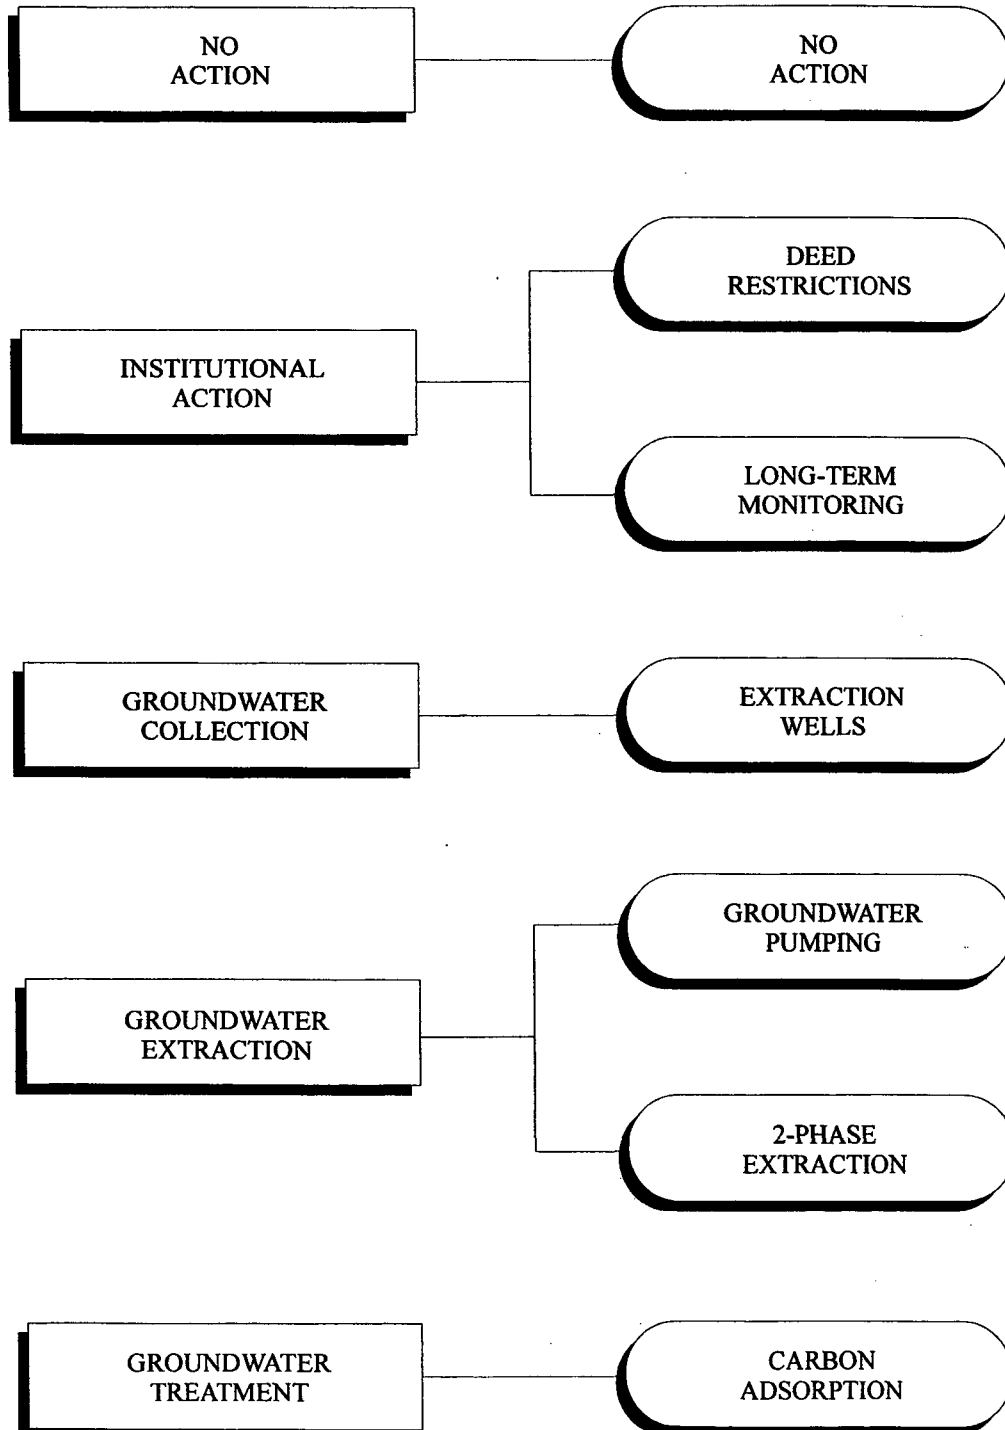 NO
ACTION
NO
ACTION
INSTITUTIONAL
ACTION
DEED
RESTRICTIONS
LONG-TERM
MONITORING
GROUNDWATER
COLLECTION
EXTRACTION
WELLS
GROUNDWATER
EXTRACTION
GROUNDWATER
PUMPING
2-PHASE
EXTRACTION
GROUNDWATER
TREATMENT
CARBON
ADSORPTION